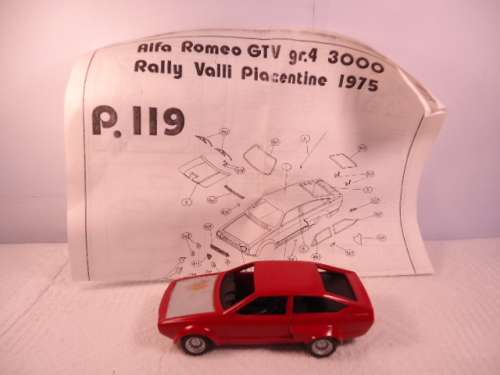 Alfa Romeo GTV gr.4 3000
Rally Valli Piacentine 1975
P.119